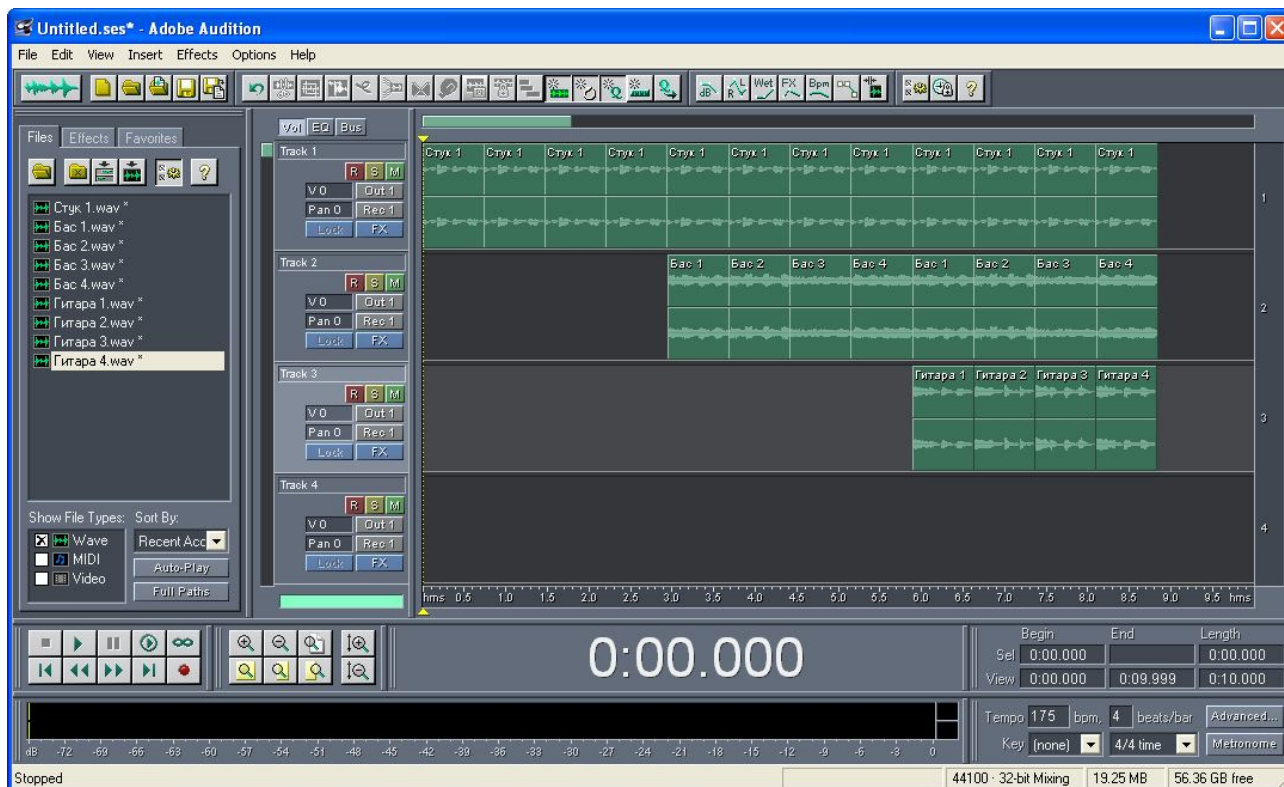 Untitled.ses* - Adobe Audition
File Edit View Insert Effects Options Help
dB R Wet FX Bpm
Files Effects Favorites
Стук 1.wav *
Бас 1.wav *
Бас 2.wav *
Бас 3.wav *
Бас 4.wav *
Гитара 1.wav *
Гитара 2.wav *
Гитара 3.wav *
Гитара 4.wav *
Show File Types: Sort By:
Wave Recent Acc
MIDI Auto-Play
Video Full Paths
Vol EQ Bus
Track 1
R S M
V 0 Out 1
Pan 0 Rec 1
Lock FX
Track 2
R S M
V 0 Out 1
Pan 0 Rec 1
Lock FX
Track 3
R S M
V 0 Out 1
Pan 0 Rec 1
Lock FX
Track 4
R S M
V 0 Out 1
Pan 0 Rec 1
Lock FX
Стук 1 Стук 1 Стук 1 Стук 1 Стук 1 Стук 1 Стук 1 Стук 1 Стук 1 Стук 1 Стук 1 Стук 1
1
Бас 1 Бас 2 Бас 3 Бас 4 Бас 1 Бас 2 Бас 3 Бас 4
2
Гитара 1 Гитара 2 Гитара 3 Гитара 4
3
4
hms 0.5 1.0 1.5 2.0 2.5 3.0 3.5 4.0 4.5 5.0 5.5 6.0 6.5 7.0 7.5 8.0 8.5 9.0 9.5 hms
0:00.000
Begin End Length
Sel 0:00.000 0:00.000
View 0:00.000 0:09.999 0:10.000
dB -72 -69 -66 -63 -60 -57 -54 -51 -48 -45 -42 -39 -36 -33 -30 -27 -24 -21 -18 -15 -12 -9 -6 -3 0
Tempo 175 bpm, 4 beats/bar Advanced...
Key (none) 4/4 time Metronome
Stopped 44100 · 32-bit Mixing 19.25 MB 56.36 GB free